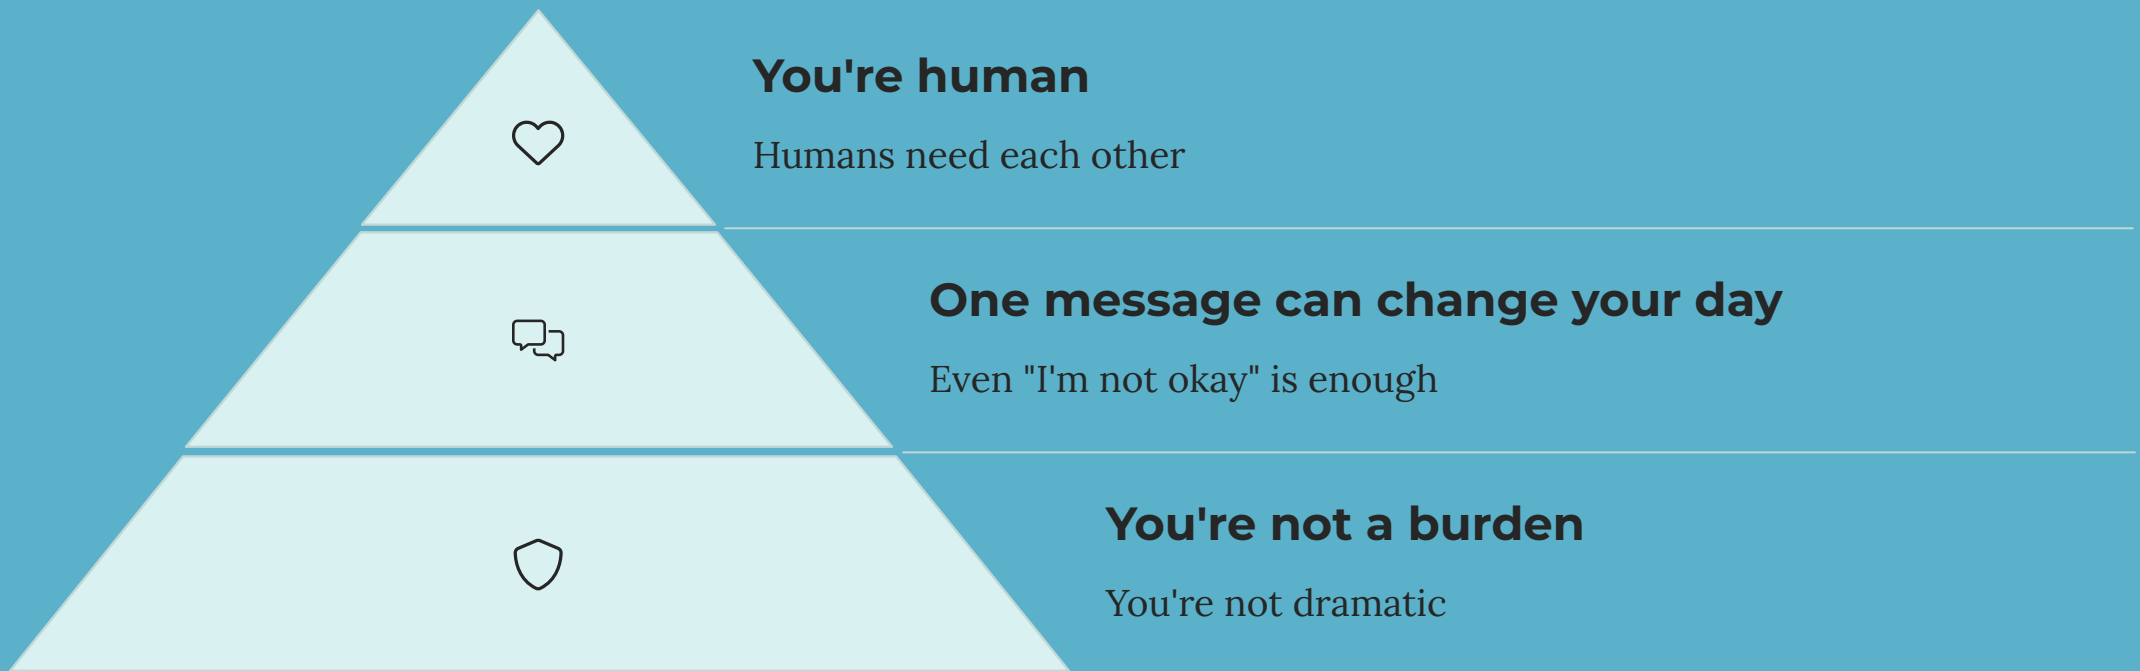 You're human
Humans need each other
One message can change your day
Even "I'm not okay" is enough
You're not a burden
You're not dramatic